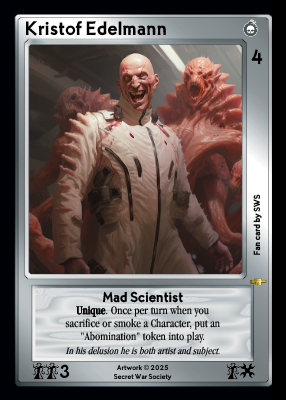 Kristof Edelmann
4
Fan card by SWS
Mad Scientist
Unique. Once per turn when you
sacrifice or smoke a Character, put an
"Abomination" token into play.
In his delusion he is both artist and subject.
3
Artwork © 2025
Secret War Society